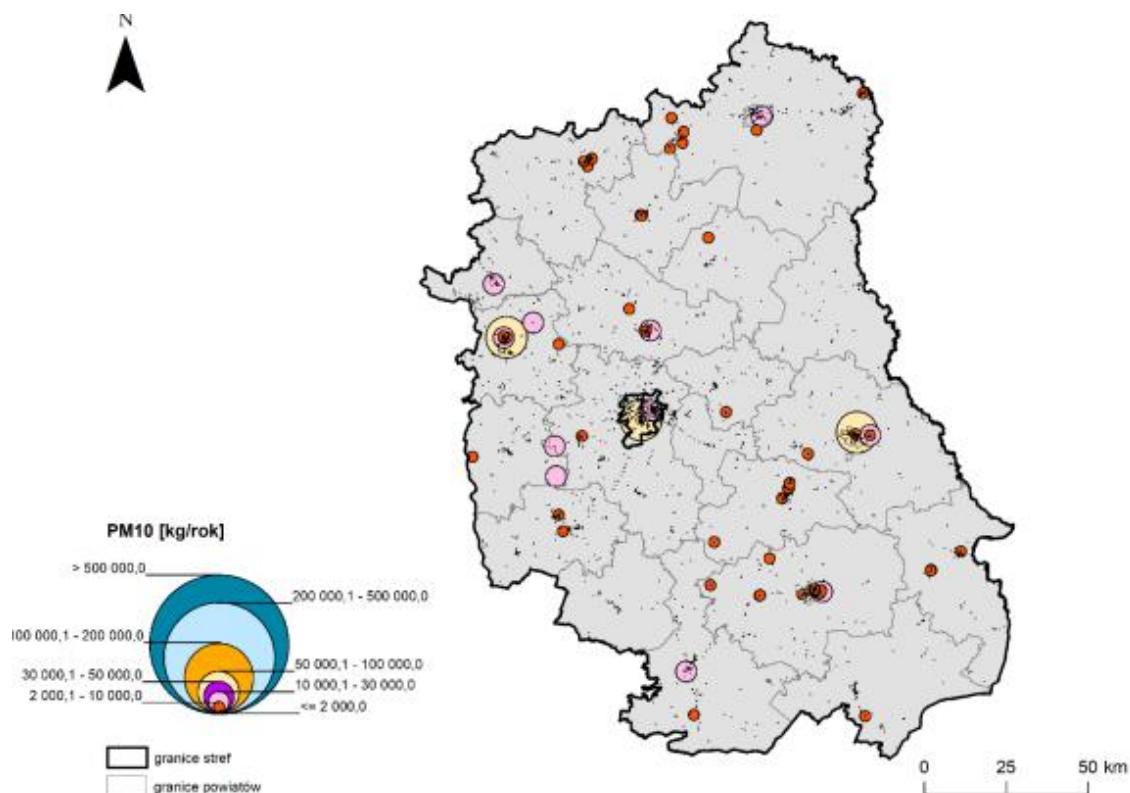 N
PM10 [kg/rok]
> 500 000,0
200 000,1 - 500 000,0
00 000,1 - 200 000,0
50 000,1 - 100 000,0
30 000,1 - 50 000,0
10 000,1 - 30 000,0
2 000,1 - 10 000,0
<= 2 000,0
granice stref
granice powiatów
0 25 50 km